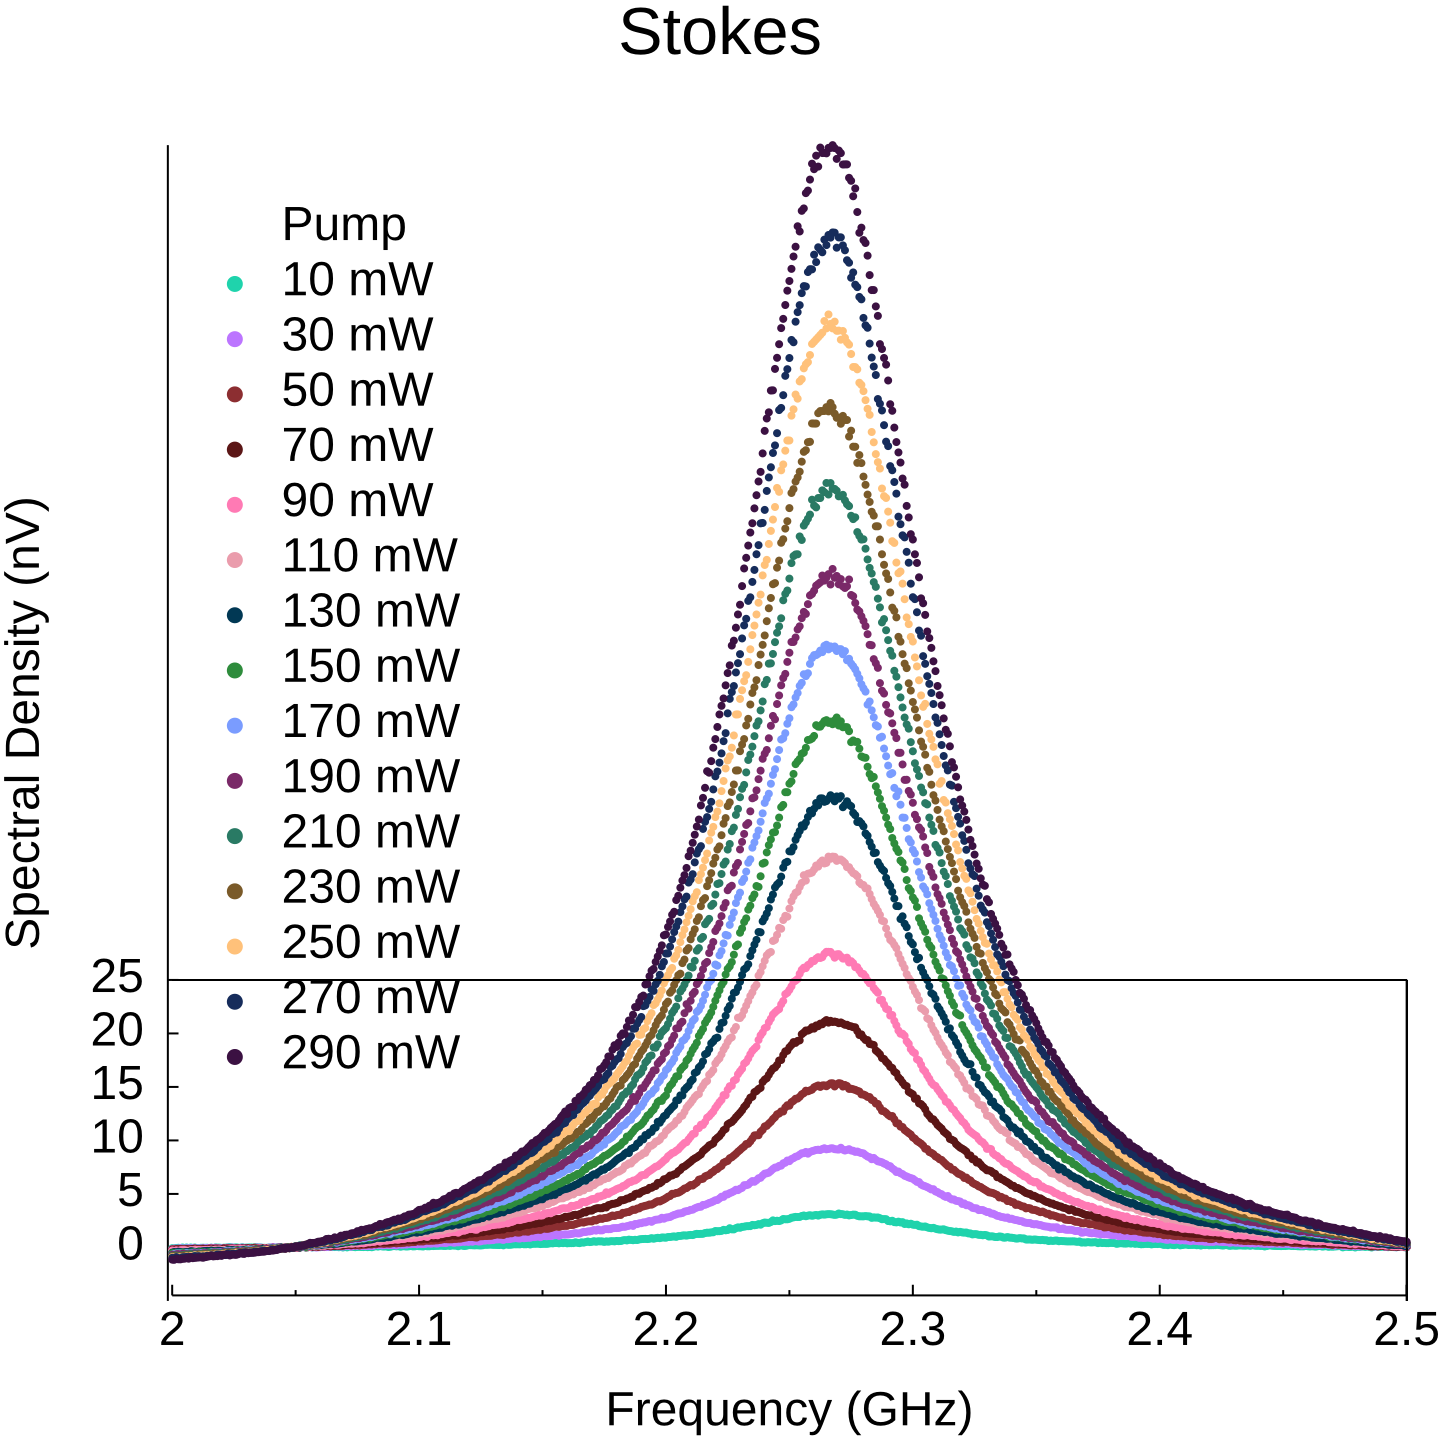 Stokes
Pump
10 mW
30 mW
50 mW
70 mW
90 mW
110 mW
130 mW
150 mW
170 mW
190 mW
210 mW
230 mW
250 mW
270 mW
290 mW
Spectral Density (nV)
25
20
15
10
5
0
2
2.1
2.2
2.3
2.4
2.5
Frequency (GHz)